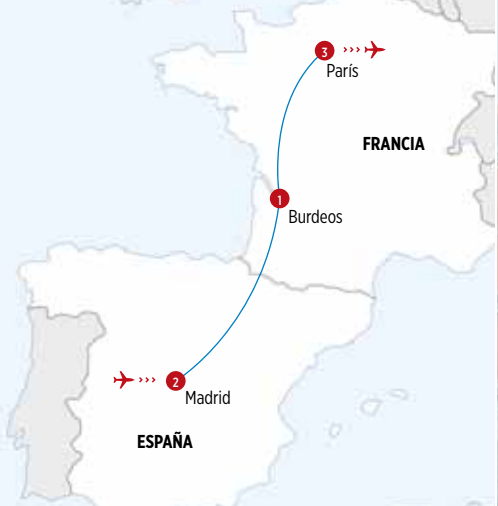 3
París
FRANCIA
1
Burdeos
2
Madrid
ESPAÑA